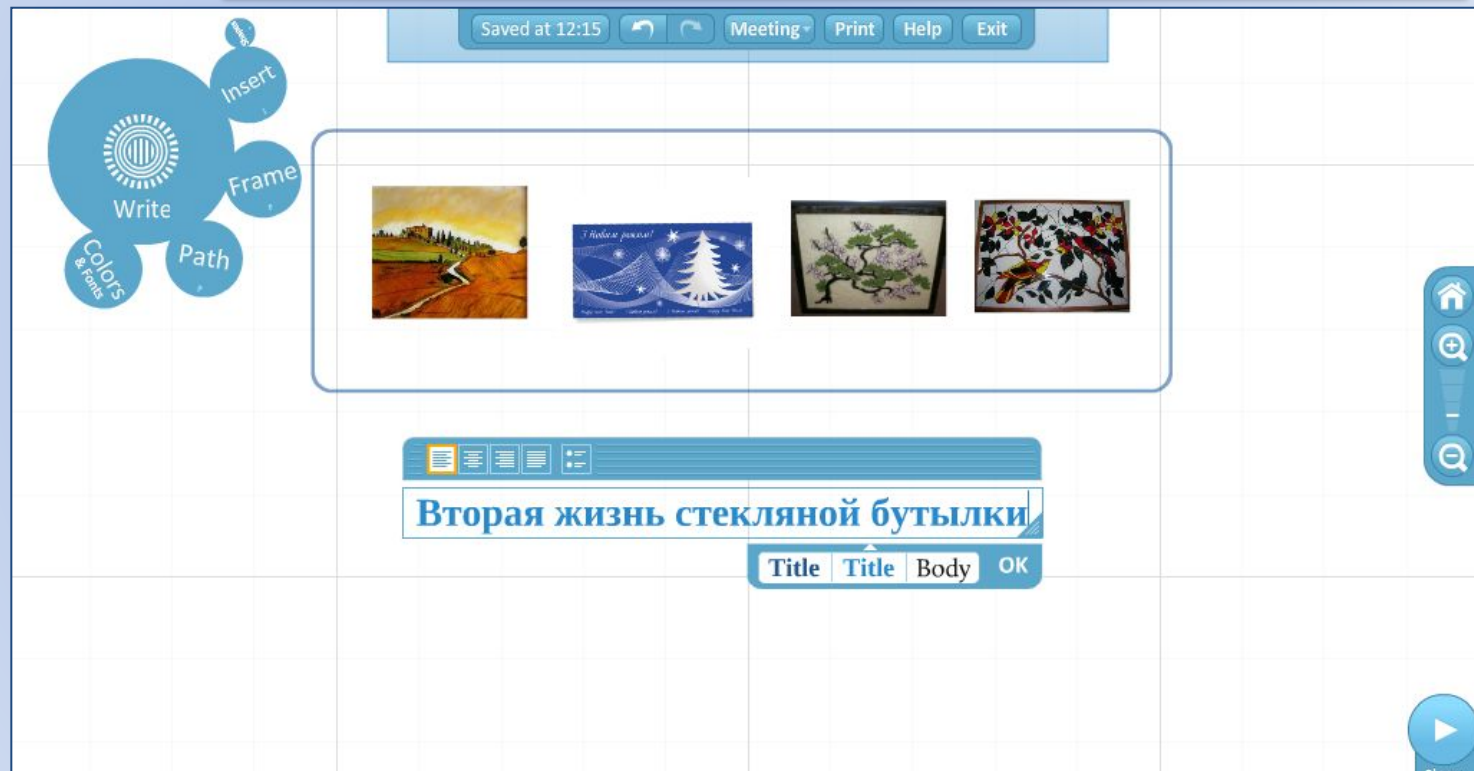 Saved at 12:15 Meeting Print Help Exit
Insert
Frame
Write
Path
Colors
& Fonts
З Новим роком!
Вторая жизнь стекляной бутылки
Title Title Body OK